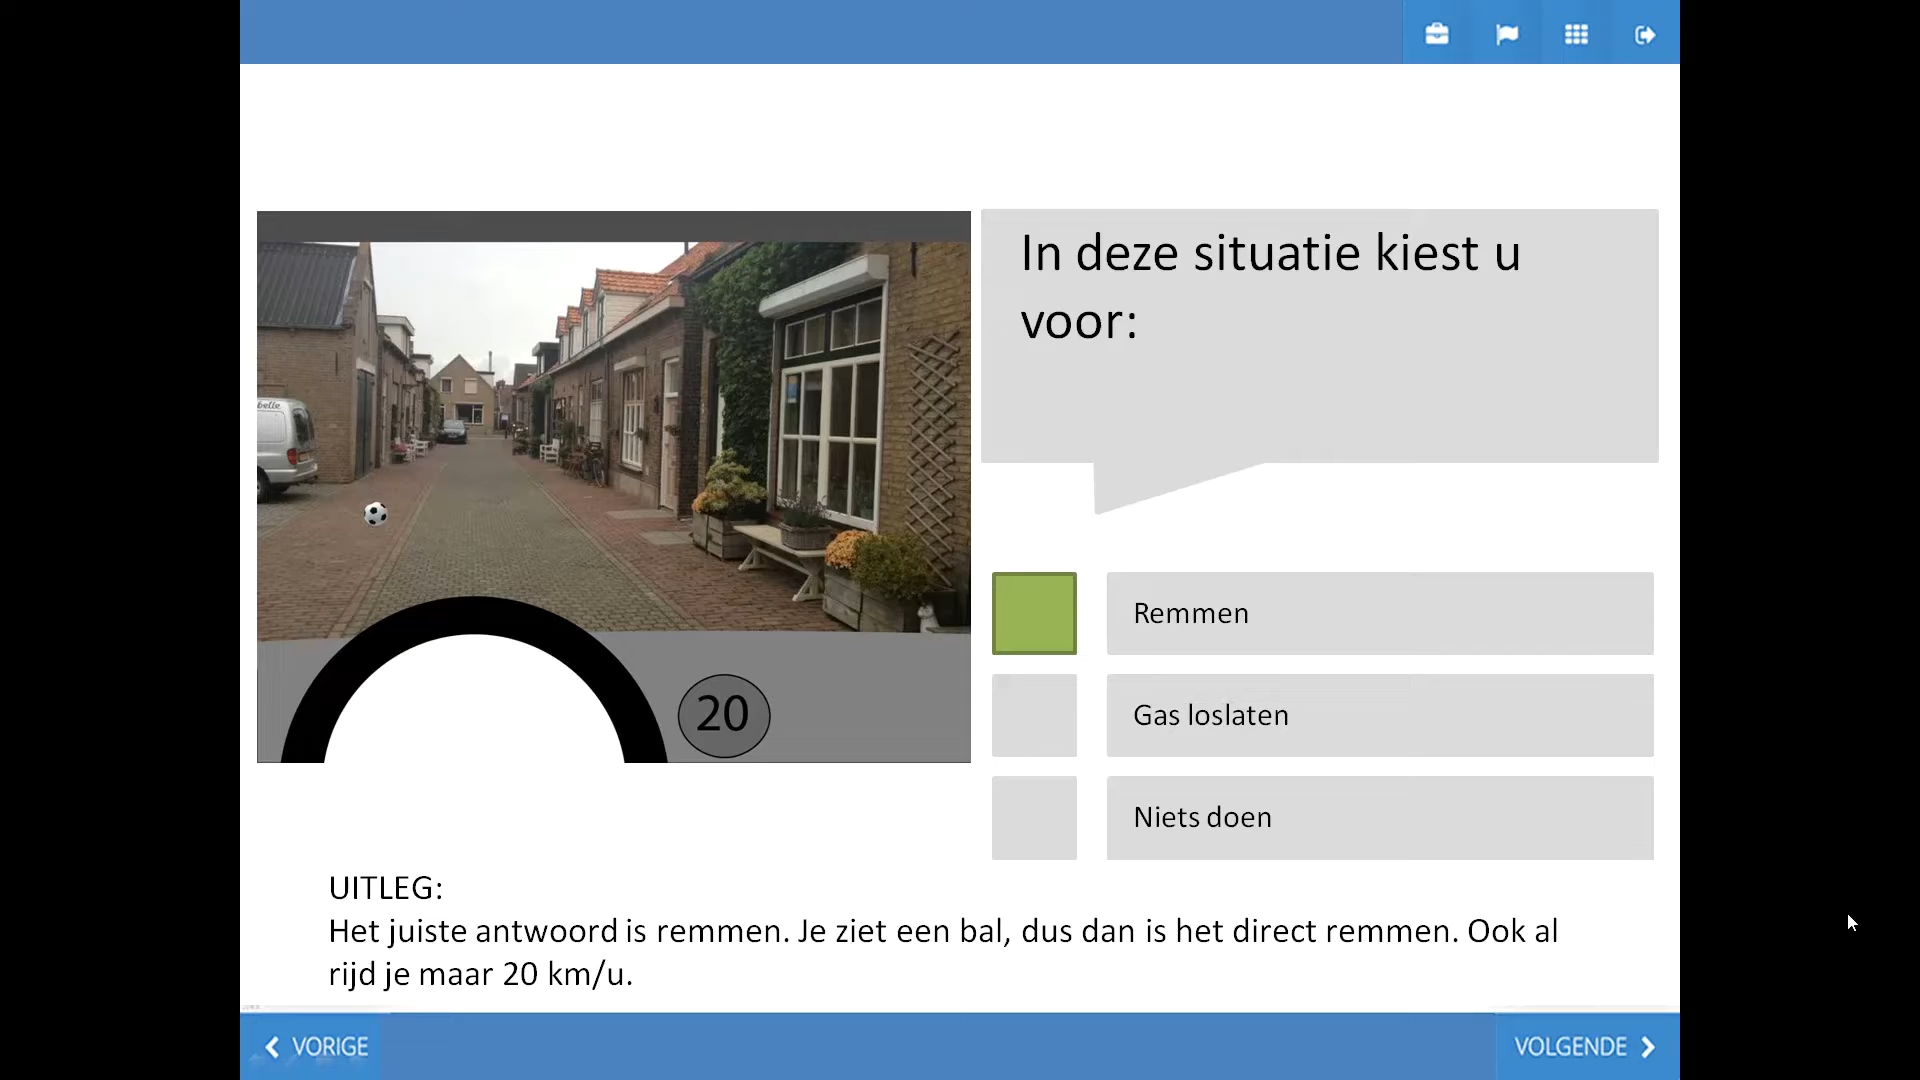 In deze situatie kiest u
voor:
belle
20
Remmen
Gas loslaten
Niets doen
UITLEG:
Het juiste antwoord is remmen. Je ziet een bal, dus dan is het direct remmen. Ook al
rijd je maar 20 km/u.
VORIGE
VOLGENDE